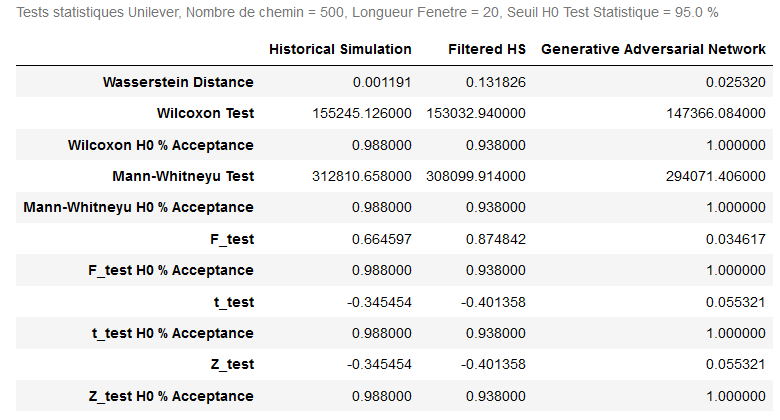 Tests statistiques Unilever, Nombre de chemin = 500, Longueur Fenetre = 20, Seuil H0 Test Statistique = 95.0 %
Historical Simulation Filtered HS Generative Adversarial Network
Wasserstein Distance 0.001191 0.131826 0.025320
Wilcoxon Test 155245.126000 153032.940000 147366.084000
Wilcoxon H0 % Acceptance 0.988000 0.938000 1.000000
Mann-Whitneyu Test 312810.658000 308099.914000 294071.406000
Mann-Whitneyu H0 % Acceptance 0.988000 0.938000 1.000000
F_test 0.664597 0.874842 0.034617
F_test H0 % Acceptance 0.988000 0.938000 1.000000
t_test -0.345454 -0.401358 0.055321
t_test H0 % Acceptance 0.988000 0.938000 1.000000
Z_test -0.345454 -0.401358 0.055321
Z_test H0 % Acceptance 0.988000 0.938000 1.000000